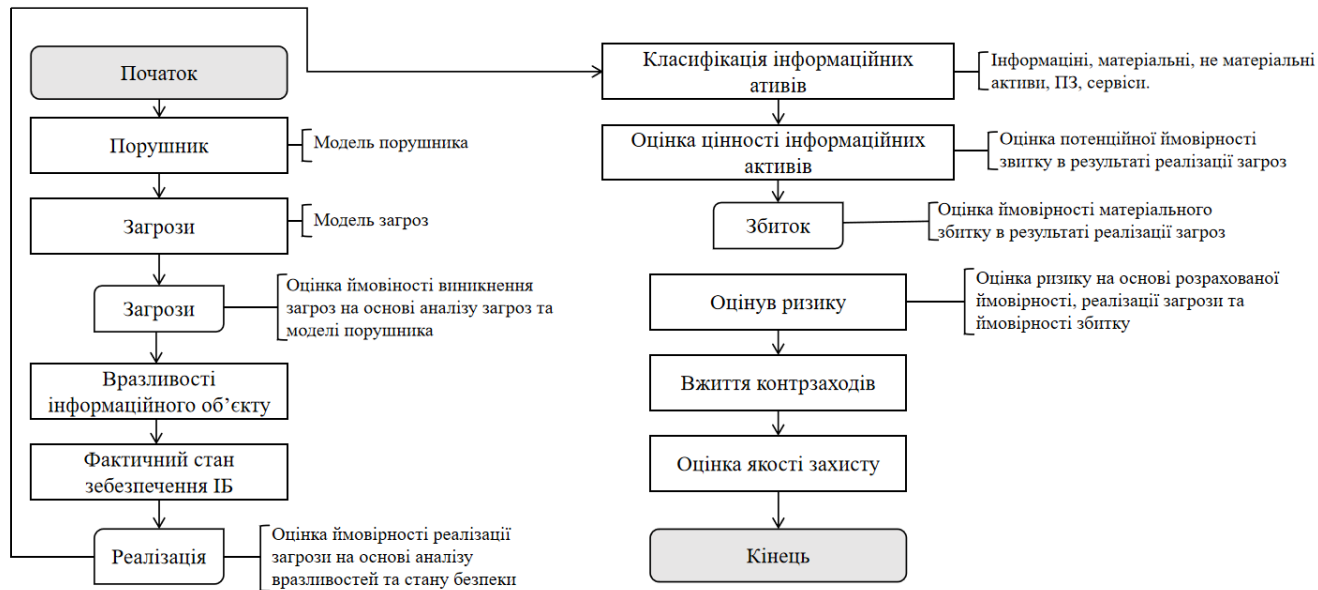 Початок
Порушник
Модель порушника
Загрози
Модель загроз
Загрози
Оцінка ймовіності виникнення
загроз на основі аналізу загроз та
моделі порушника
Вразливості
інформаційного об’єкту
Фактичний стан
зебезпечення ІБ
Реалізація
Оцінка ймовірності реалізації
загрози на основі аналізу
вразливостей та стану безпеки
Класифікація інформаційних
ативів
Інформаціні, матеріальні, не матеріальні
активи, ПЗ, сервіси.
Оцінка цінності інформаційних
активів
Оцінка потенційної ймовірності
звитку в результаті реалізації загроз
Збиток
Оцінка ймовірності матеріального
збитку в результаті реалізації загроз
Оцінув ризику
Оцінка ризику на основі розрахованої
ймовірності, реалізації загрози та
ймовірності збитку
Вжиття контрзаходів
Оцінка якості захисту
Кінець